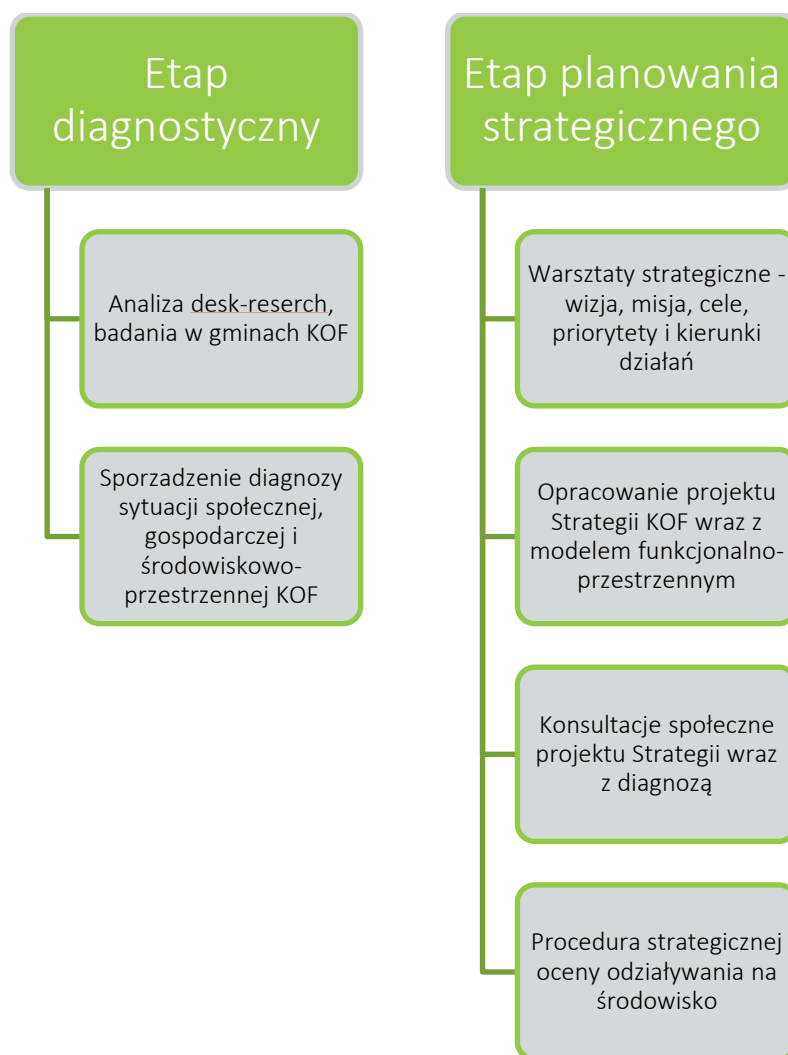 Etap
diagnostyczny
Analiza desk-reserch,
badania w gminach KOF
Sporzadzenie diagnozy
sytuacji społecznej,
gospodarczej i
środowiskowo-
przestrzennej KOF
Etap planowania
strategicznego
Warsztaty strategiczne -
wizja, misja, cele,
priorytety i kierunki
działań
Opracowanie projektu
Strategii KOF wraz z
modelem funkcjonalno-
przestrzennym
Konsultacje społeczne
projektu Strategii wraz
z diagnozą
Procedura strategicznej
oceny odziaływania na
środowisko